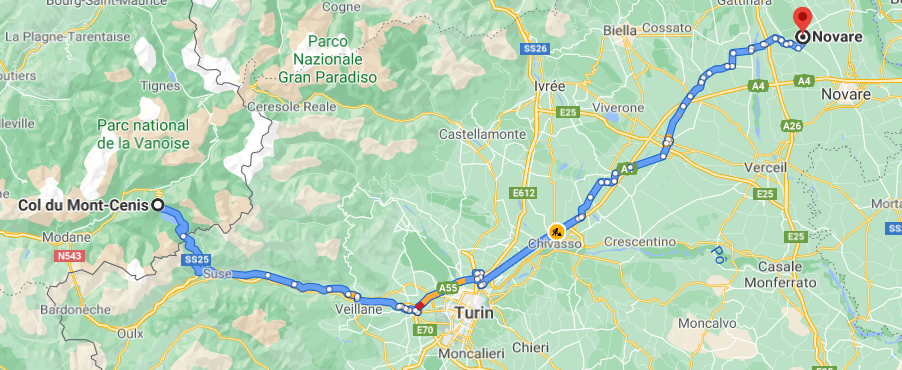 Bourg-Saint-Maurice
Cogne
Gattinara
La Plagne-Tarentaise
Parco
Nazionale
Gran Paradiso
SS26
Biella
Cossato
Novare
Tignes
Ceresole Reale
Ivrée
E25
Viverone
A4
A4
Novare
Parc national
de la Vanoise
Castellamonte
A26
Verceil
E25
E612
Col du Mont-Cenis
Modane
N543
SS25
Suse
Chivasso
Crescentino
Pô
E25
Casale
Monferrato
Bardonèche
Veillane
A55
Turin
E70
Oulx
Moncalieri
Chieri
Moncalvo